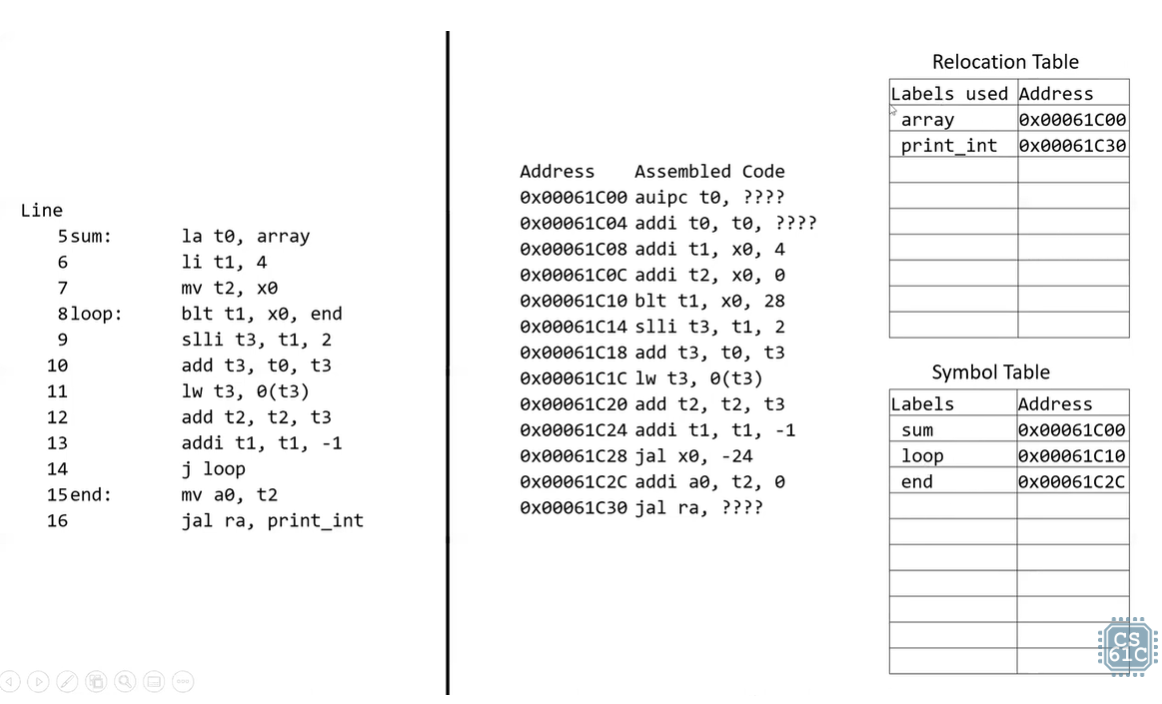 Line
5 sum: la t0, array
6 li t1, 4
7 mv t2, x0
8 loop: blt t1, x0, end
9 slli t3, t1, 2
10 add t3, t0, t3
11 lw t3, 0(t3)
12 add t2, t2, t3
13 addi t1, t1, -1
14 j loop
15 end: mv a0, t2
16 jal ra, print_int
Address Assembled Code
0x00061C00 auipc t0, ????
0x00061C04 addi t0, t0, ????
0x00061C08 addi t1, x0, 4
0x00061C0C addi t2, x0, 0
0x00061C10 blt t1, x0, 28
0x00061C14 slli t3, t1, 2
0x00061C18 add t3, t0, t3
0x00061C1C lw t3, 0(t3)
0x00061C20 add t2, t2, t3
0x00061C24 addi t1, t1, -1
0x00061C28 jal x0, -24
0x00061C2C addi a0, t2, 0
0x00061C30 jal ra, ????
Relocation Table
Labels used Address
array 0x00061C00
print_int 0x00061C30
Symbol Table
Labels Address
sum 0x00061C00
loop 0x00061C10
end 0x00061C2C
CS
61C